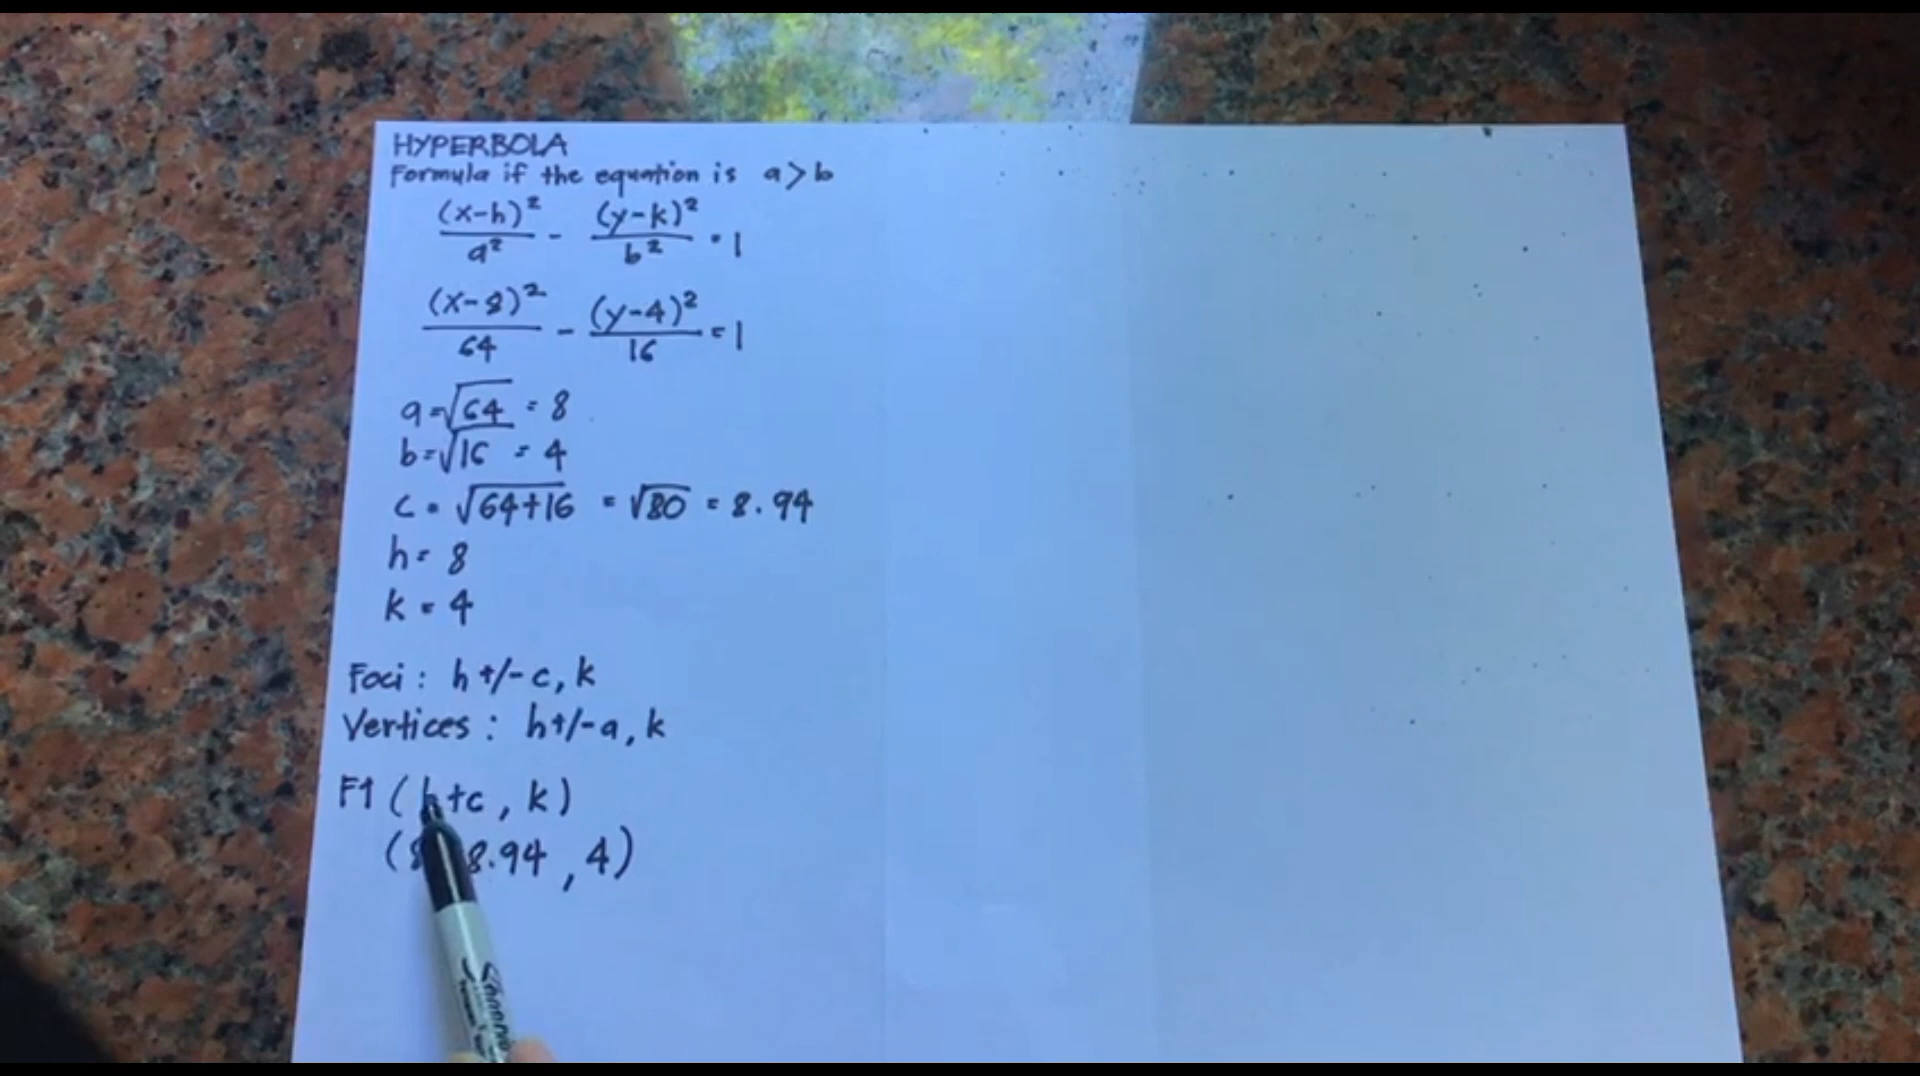 HYPERBOLA
Formula if the equation is a > b
(x-h)²/a² - (y-k)²/b² = 1
(x-8)²/64 - (y-4)²/16 = 1
a = √64 = 8
b = √16 = 4
c = √64+16 = √80 = 8.94
h = 8
k = 4
Foci : h +/- c, k
Vertices : h +/- a, k
F1 (h+c, k)
(8 8.94, 4)